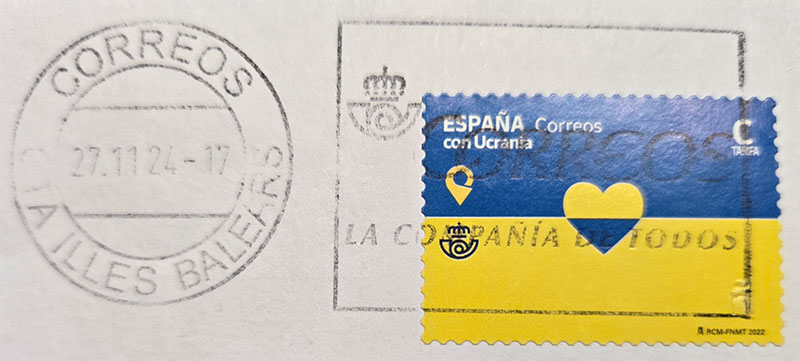 CORREOS
27.11 24-17
CTA ILLES BALEARS
CORREOS
LA COMPAÑÍA DE TODOS
ESPAÑA Correos
con Ucrania
C
TARIFA
RCM-FNMT 2022